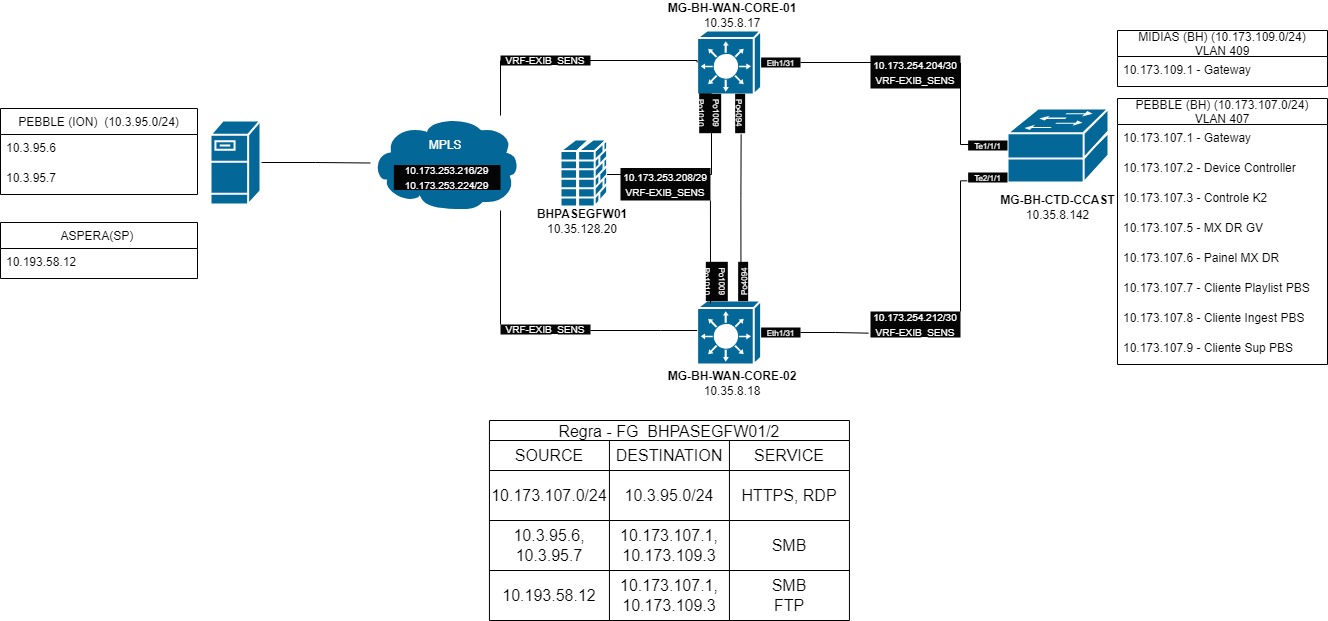 MG-BH-WAN-CORE-01
10.35.8.17
VRF-EXIB_SENS
Eth1/31
10.173.254.204/30
VRF-EXIB_SENS
Po1010
Po1009
Po4094
MIDIAS (BH) (10.173.109.0/24)
VLAN 409
10.173.109.1 - Gateway
PEBBLE (ION) (10.3.95.0/24)
10.3.95.6
10.3.95.7
MPLS
10.173.253.216/29
10.173.253.224/29
10.173.253.208/29
VRF-EXIB_SENS
BHPASEGFW01
10.35.128.20
Te1/1/1
Te2/1/1
MG-BH-CTD-CCAST
10.35.8.142
PEBBLE (BH) (10.173.107.0/24)
VLAN 407
10.173.107.1 - Gateway
10.173.107.2 - Device Controller
10.173.107.3 - Controle K2
10.173.107.5 - MX DR GV
10.173.107.6 - Painel MX DR
10.173.107.7 - Cliente Playlist PBS
10.173.107.8 - Cliente Ingest PBS
10.173.107.9 - Cliente Sup PBS
ASPERA(SP)
10.193.58.12
Po1010
Po1009
Po4094
VRF-EXIB_SENS
Eth1/31
10.173.254.212/30
VRF-EXIB_SENS
MG-BH-WAN-CORE-02
10.35.8.18
Regra - FG BHPASEGFW01/2
SOURCE DESTINATION SERVICE
10.173.107.0/24 10.3.95.0/24 HTTPS, RDP
10.3.95.6,
10.3.95.7
10.173.107.1,
10.173.109.3
SMB
10.193.58.12
10.173.107.1,
10.173.109.3
SMB
FTP